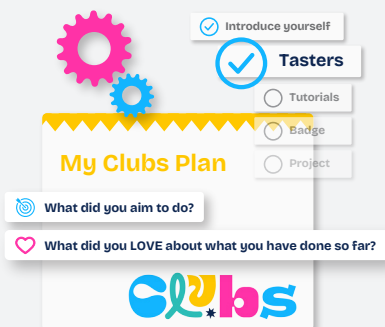 Introduce yourself
Tasters
Tutorials
Badge
Project
My Clubs Plan
What did you aim to do?
What did you LOVE about what you have done so far?
Clubs